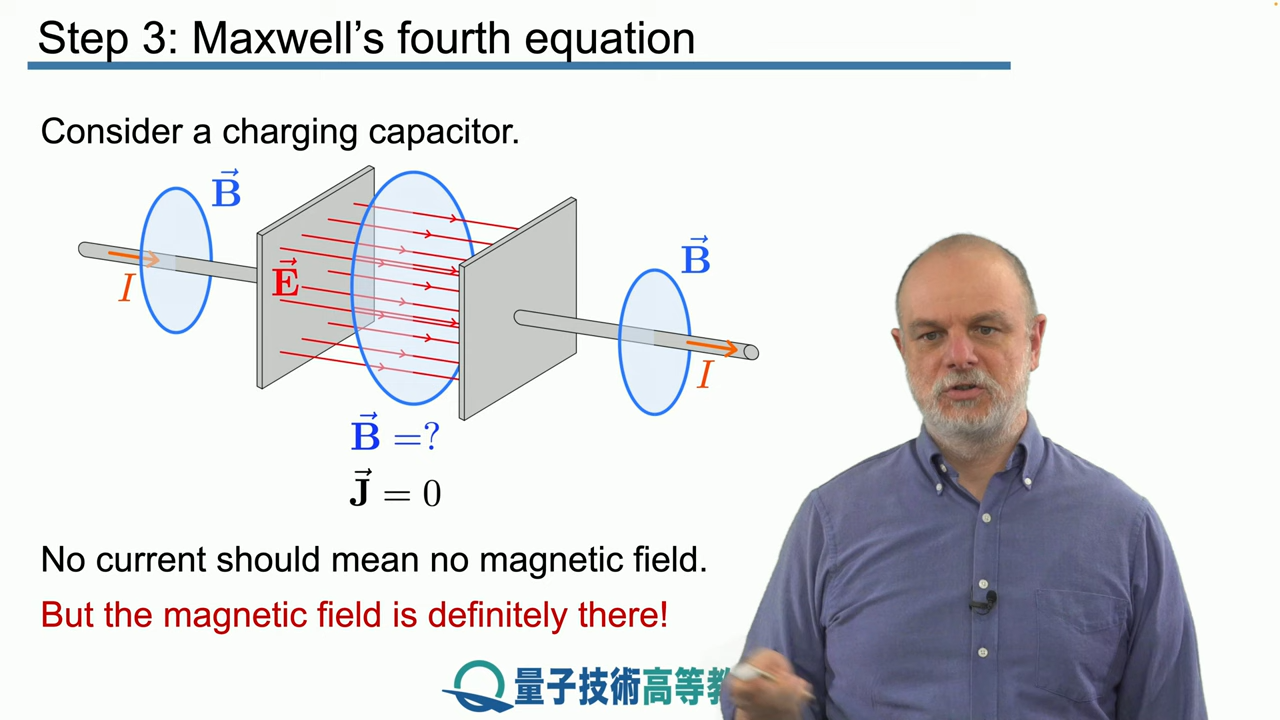 Step 3: Maxwell's fourth equation
Consider a charging capacitor.
B⃗
I
E⃗
B⃗
I
B⃗ =?
J⃗ = 0
No current should mean no magnetic field.
But the magnetic field is definitely there!
量子技術高等教